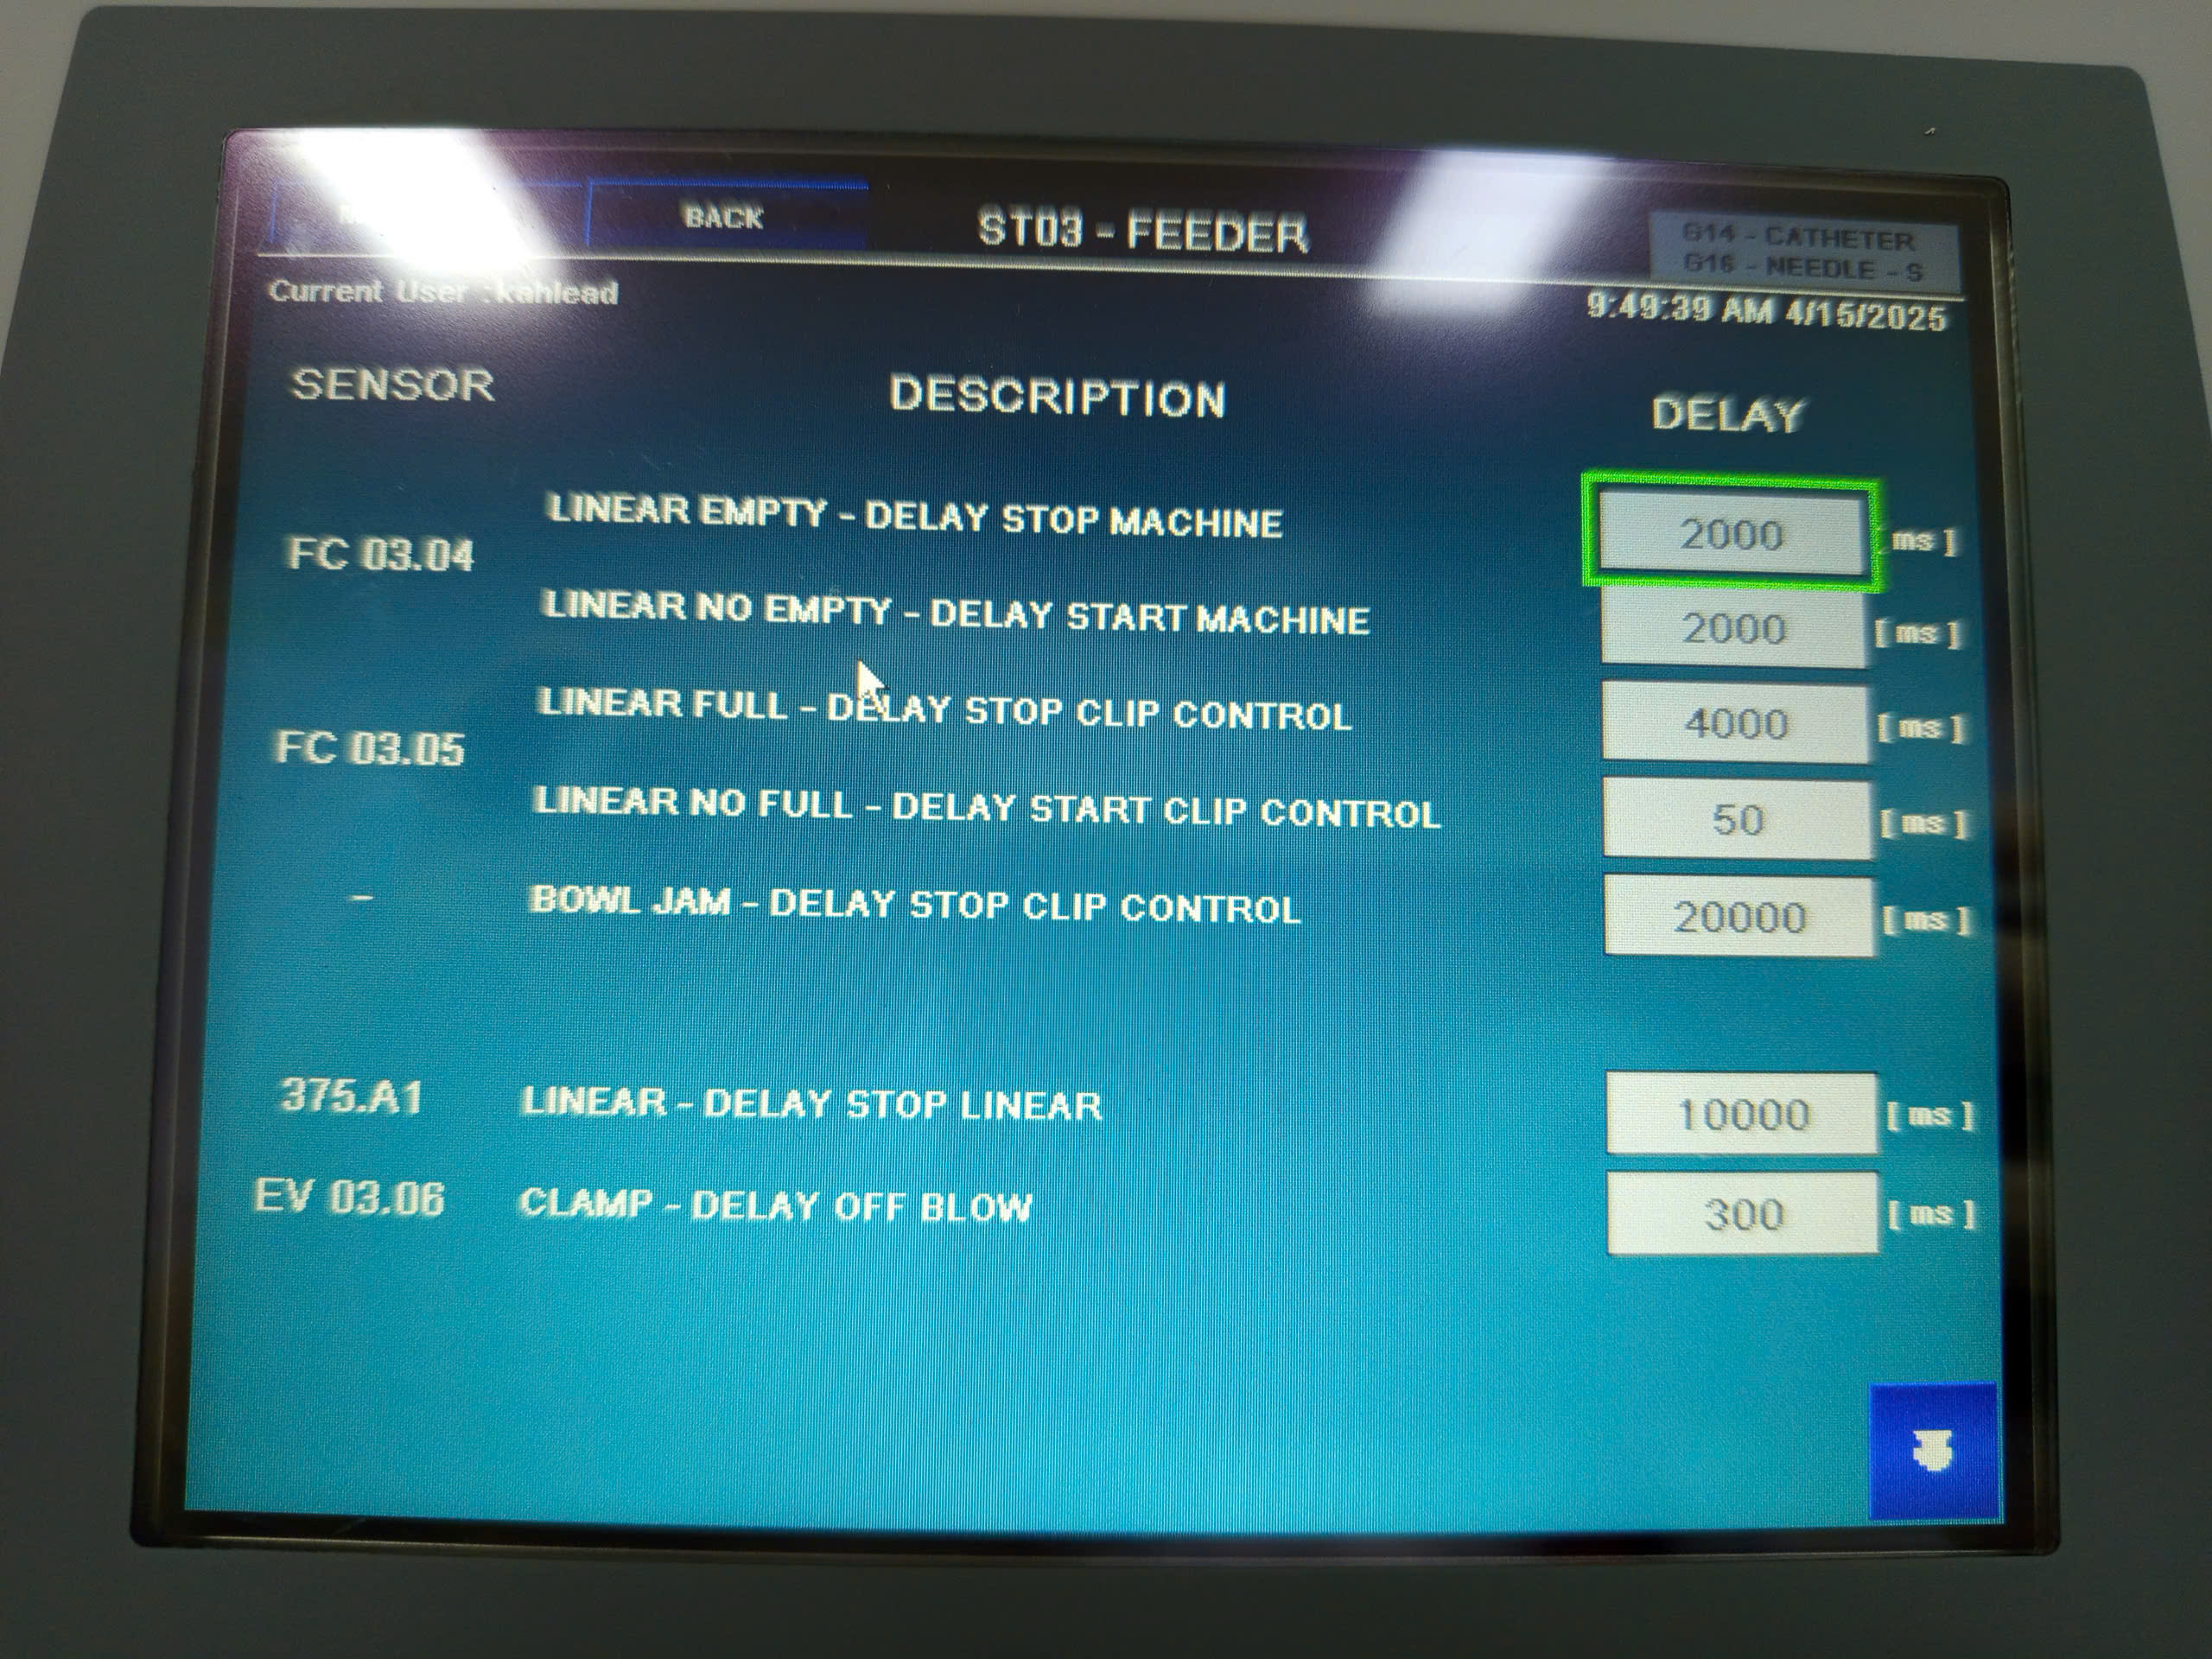 BACK
ST03 - FEEDER
G14 - CATHETER
G16 - NEEDLE - S
Current User : kahlead
9:49:39 AM 4/15/2025
SENSOR DESCRIPTION DELAY
LINEAR EMPTY - DELAY STOP MACHINE 2000 ms ]
FC 03.04
LINEAR NO EMPTY - DELAY START MACHINE 2000 [ ms ]
LINEAR FULL - DELAY STOP CLIP CONTROL 4000 [ ms ]
FC 03.05
LINEAR NO FULL - DELAY START CLIP CONTROL 50 [ ms ]
- BOWL JAM - DELAY STOP CLIP CONTROL 20000 [ ms ]
375.A1 LINEAR - DELAY STOP LINEAR 10000 [ ms ]
EV 03.06 CLAMP - DELAY OFF BLOW 300 [ ms ]